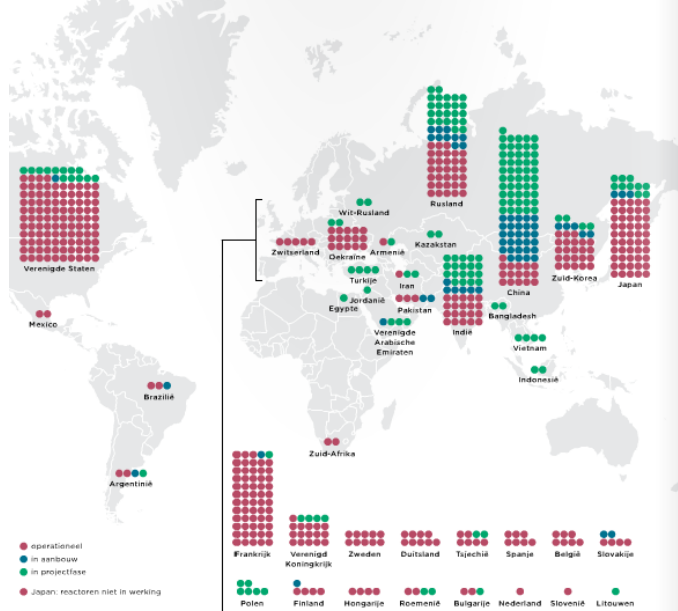 Wit-Rusland
Rusland
Zwitserland
Oekraïne
Armenië
Kazakstan
Verenigde Staten
Turkije
Iran
China
Zuid-Korea
Japan
Jordanië
Egypte
Pakistan
Bangladesh
Mexico
Verenigde
Arabische
Emiraten
Indië
Vietnam
Indonesië
Brazilië
Zuid-Afrika
Argentinië
Frankrijk
Verenigd
Koningkrijk
Zweden
Duitsland
Tsjechië
Spanje
België
Slovakije
operationeel
in aanbouw
in projectfase
Japan: reactoren niet in werking
Polen
Finland
Hongarije
Roemenië
Bulgarije
Nederland
Slovenië
Litouwen